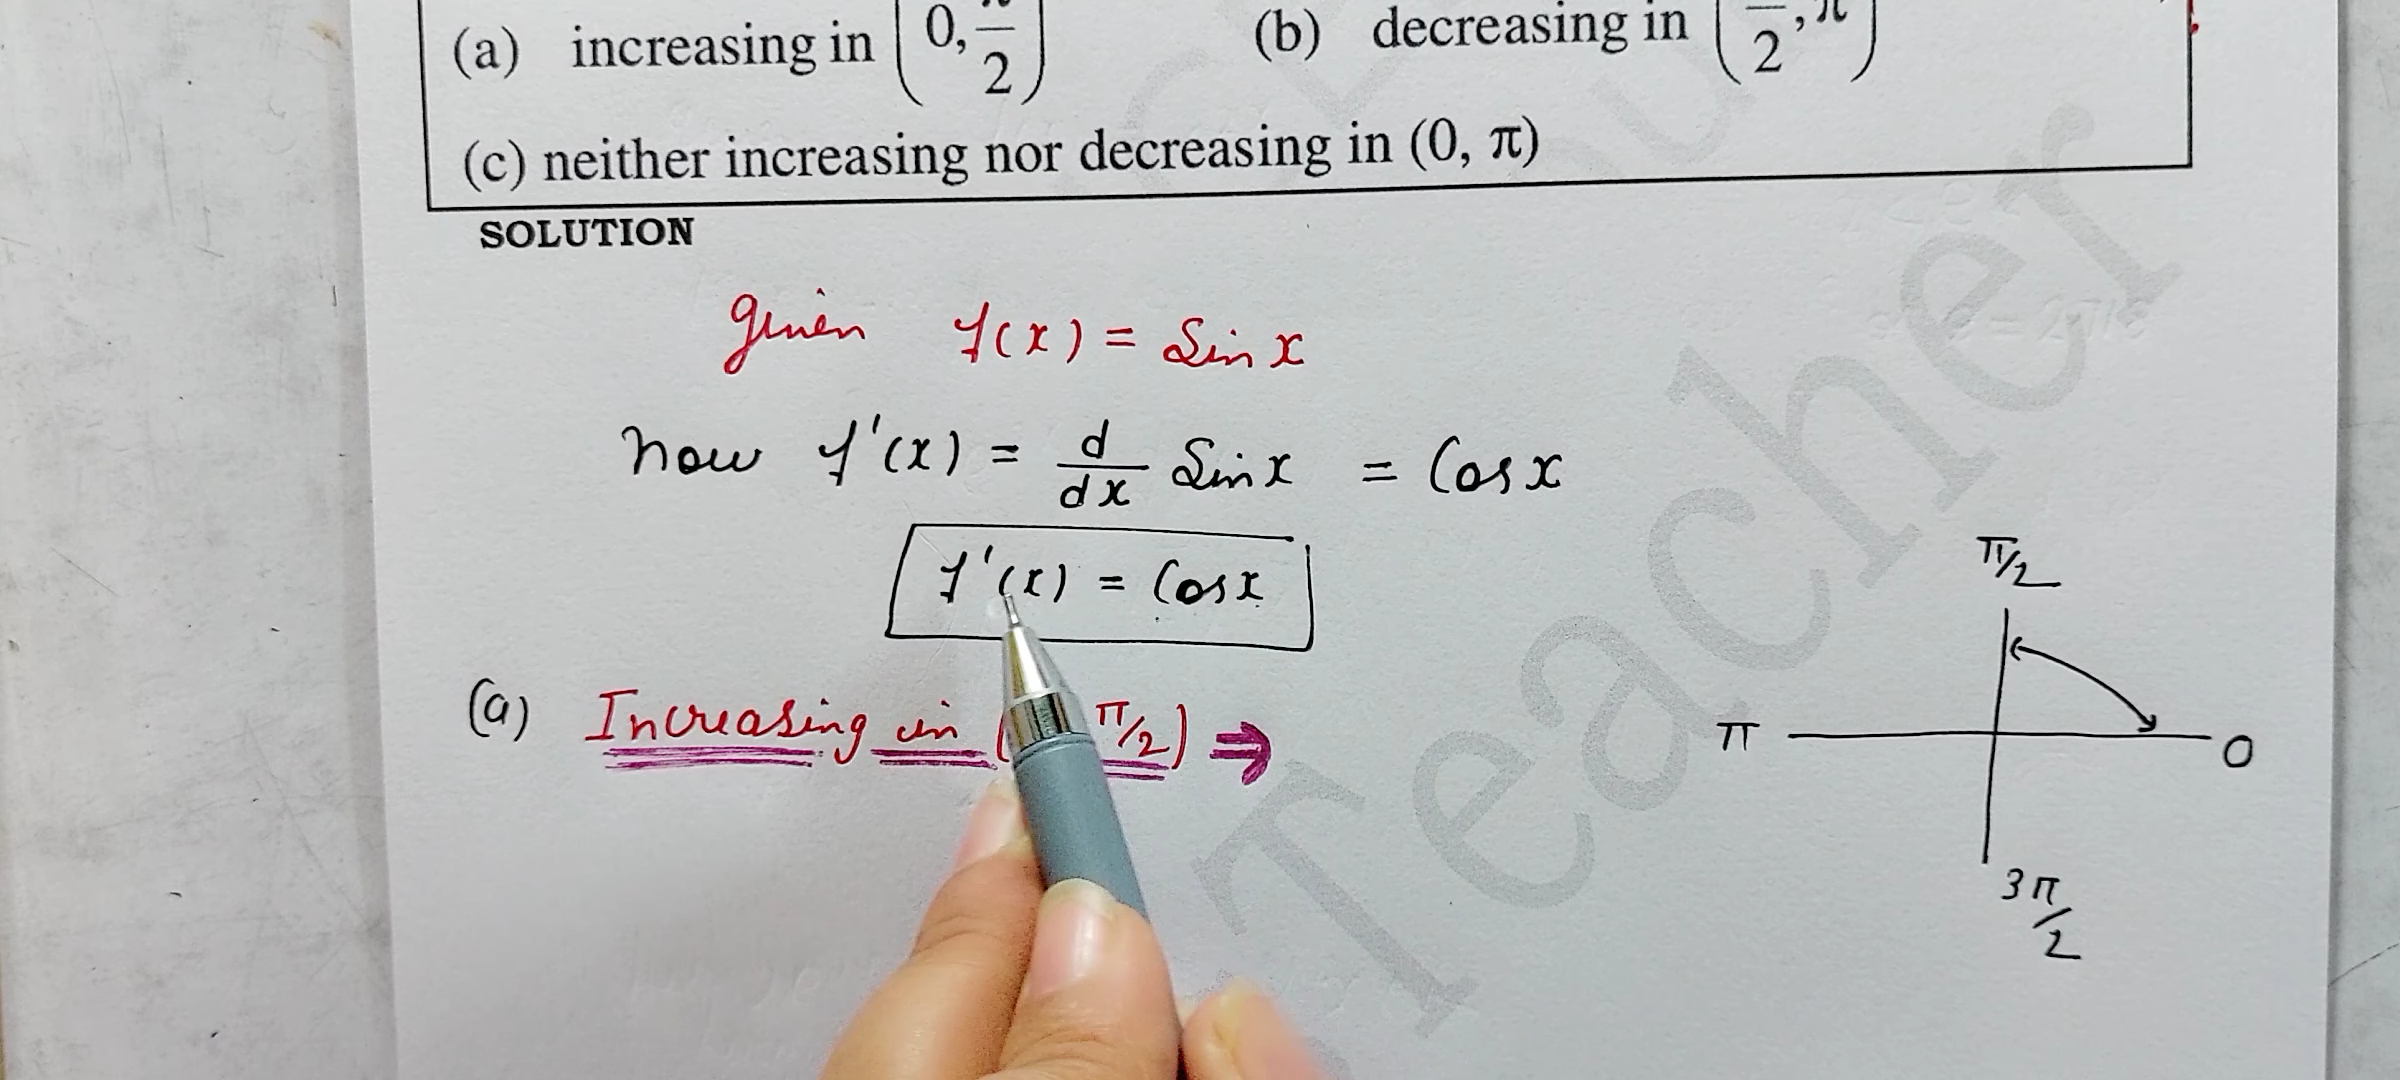 (a) increasing in (0, π/2) (b) decreasing in (π/2, π)
(c) neither increasing nor decreasing in (0, π)
SOLUTION
Given f(x) = Sin x
Now f'(x) = d/dx Sin x = Cos x
f'(x) = Cos x
(a) Increasing in ( π/2) ⇒
π/2
π 0
3π/2
Teacher